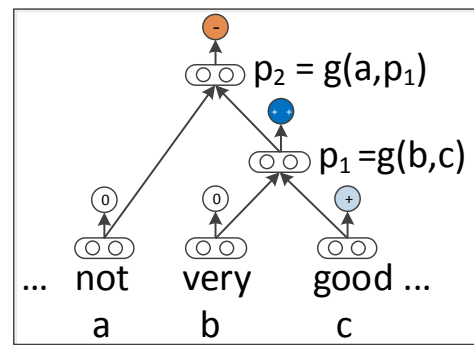 -
p₂ = g(a,p₁)
+ +
p₁ =g(b,c)
0 0 +
... not very good ...
a b c